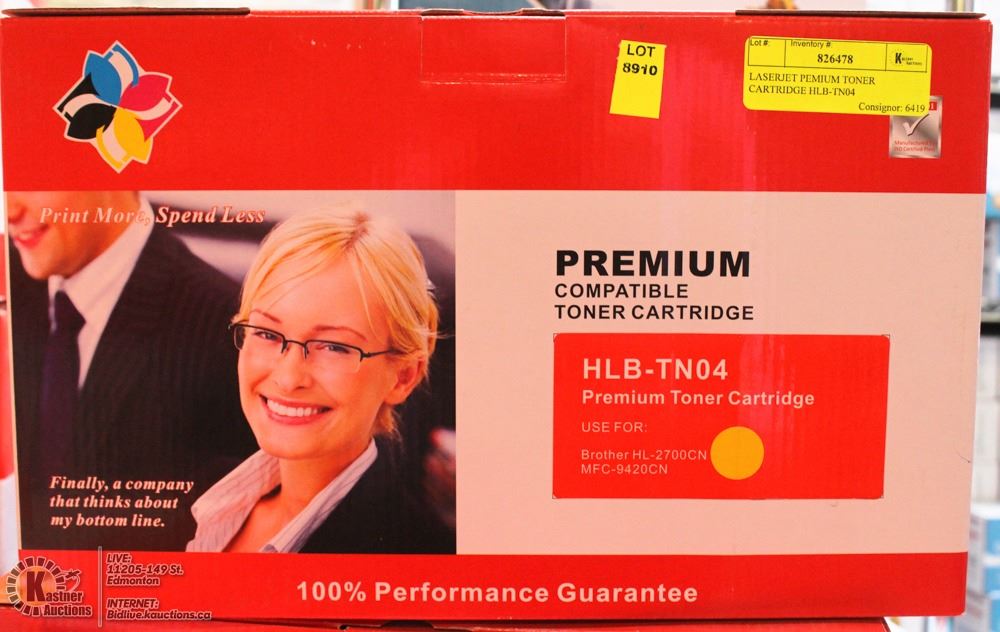 LOT
8910
Lot #:
Inventory #:
826478
Kastner
Auctions
LASERJET PEMIUM TONER
CARTRIDGE HLB-TN04
Consignor: 6419
Print More, Spend Less
PREMIUM
COMPATIBLE
TONER CARTRIDGE
HLB-TN04
Premium Toner Cartridge
USE FOR:
Brother HL-2700CN
MFC-9420CN
Finally, a company
that thinks about
my bottom line.
100% Performance Guarantee
Kastner
Auctions
LIVE:
11205-149 St.
Edmonton
INTERNET:
Bidlive.kauctions.ca